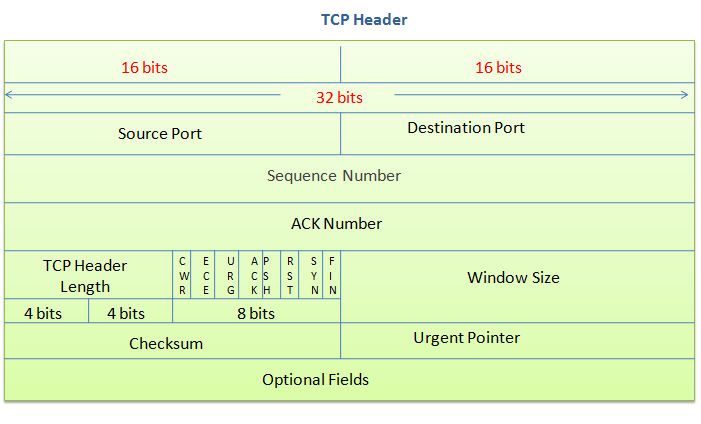 TCP Header
16 bits 16 bits
32 bits
Source Port Destination Port
Sequence Number
ACK Number
TCP Header Length CWR ECE URG ACK PSH RST SYN FIN Window Size
4 bits 4 bits 8 bits
Checksum Urgent Pointer
Optional Fields